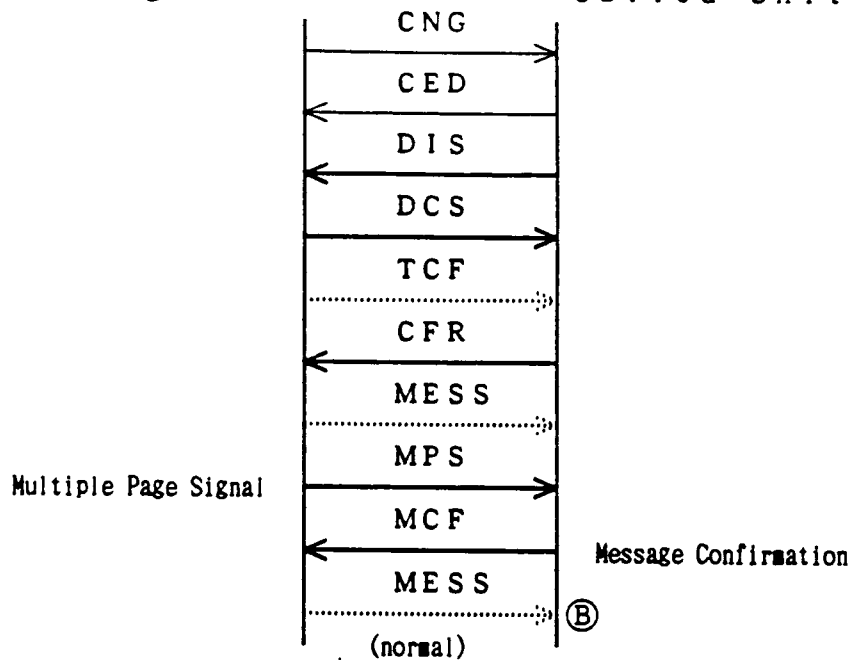 CNG
CED
DIS
DCS
TCF
CFR
MESS
MPS
Multiple Page Signal
MCF
Message Confirmation
MESS
Ⓑ
(normal)